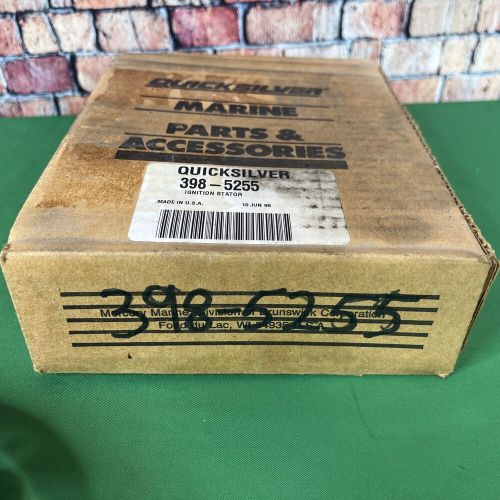 QUICKSILVER
MARINE
PARTS &
ACCESSORIES
QUICKSILVER
398-5255
IGNITION STATOR
MADE IN U.S.A. 10 JUN 98
398-5255
Mercury Marine Division of Brunswick Corporation
Fond du Lac, WI 54935 U.S.A.